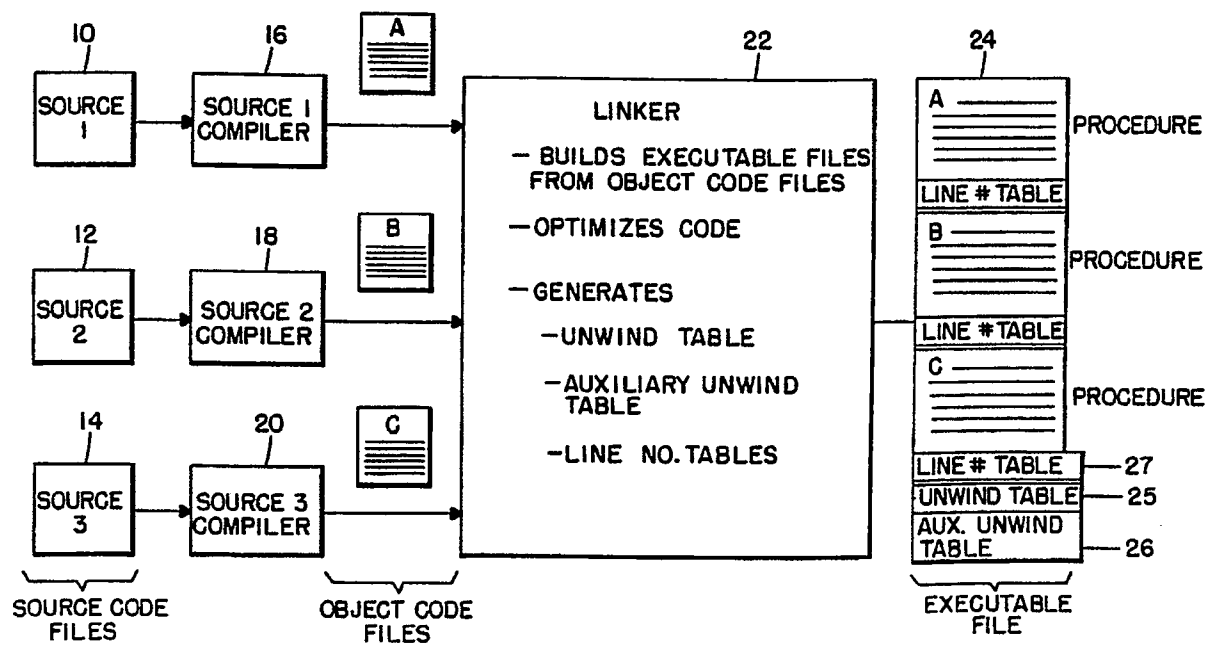 10
16
A
22
24
SOURCE
1
SOURCE 1
COMPILER
LINKER
– BUILDS EXECUTABLE FILES
FROM OBJECT CODE FILES
– OPTIMIZES CODE
– GENERATES
– UNWIND TABLE
– AUXILIARY UNWIND
TABLE
– LINE NO. TABLES
A
PROCEDURE
LINE # TABLE
12
18
B
SOURCE
2
SOURCE 2
COMPILER
B
PROCEDURE
LINE # TABLE
14
20
C
SOURCE
3
SOURCE 3
COMPILER
C
PROCEDURE
LINE # TABLE
27
UNWIND TABLE
25
AUX. UNWIND
TABLE
26
SOURCE CODE
FILES
OBJECT CODE
FILES
EXECUTABLE
FILE